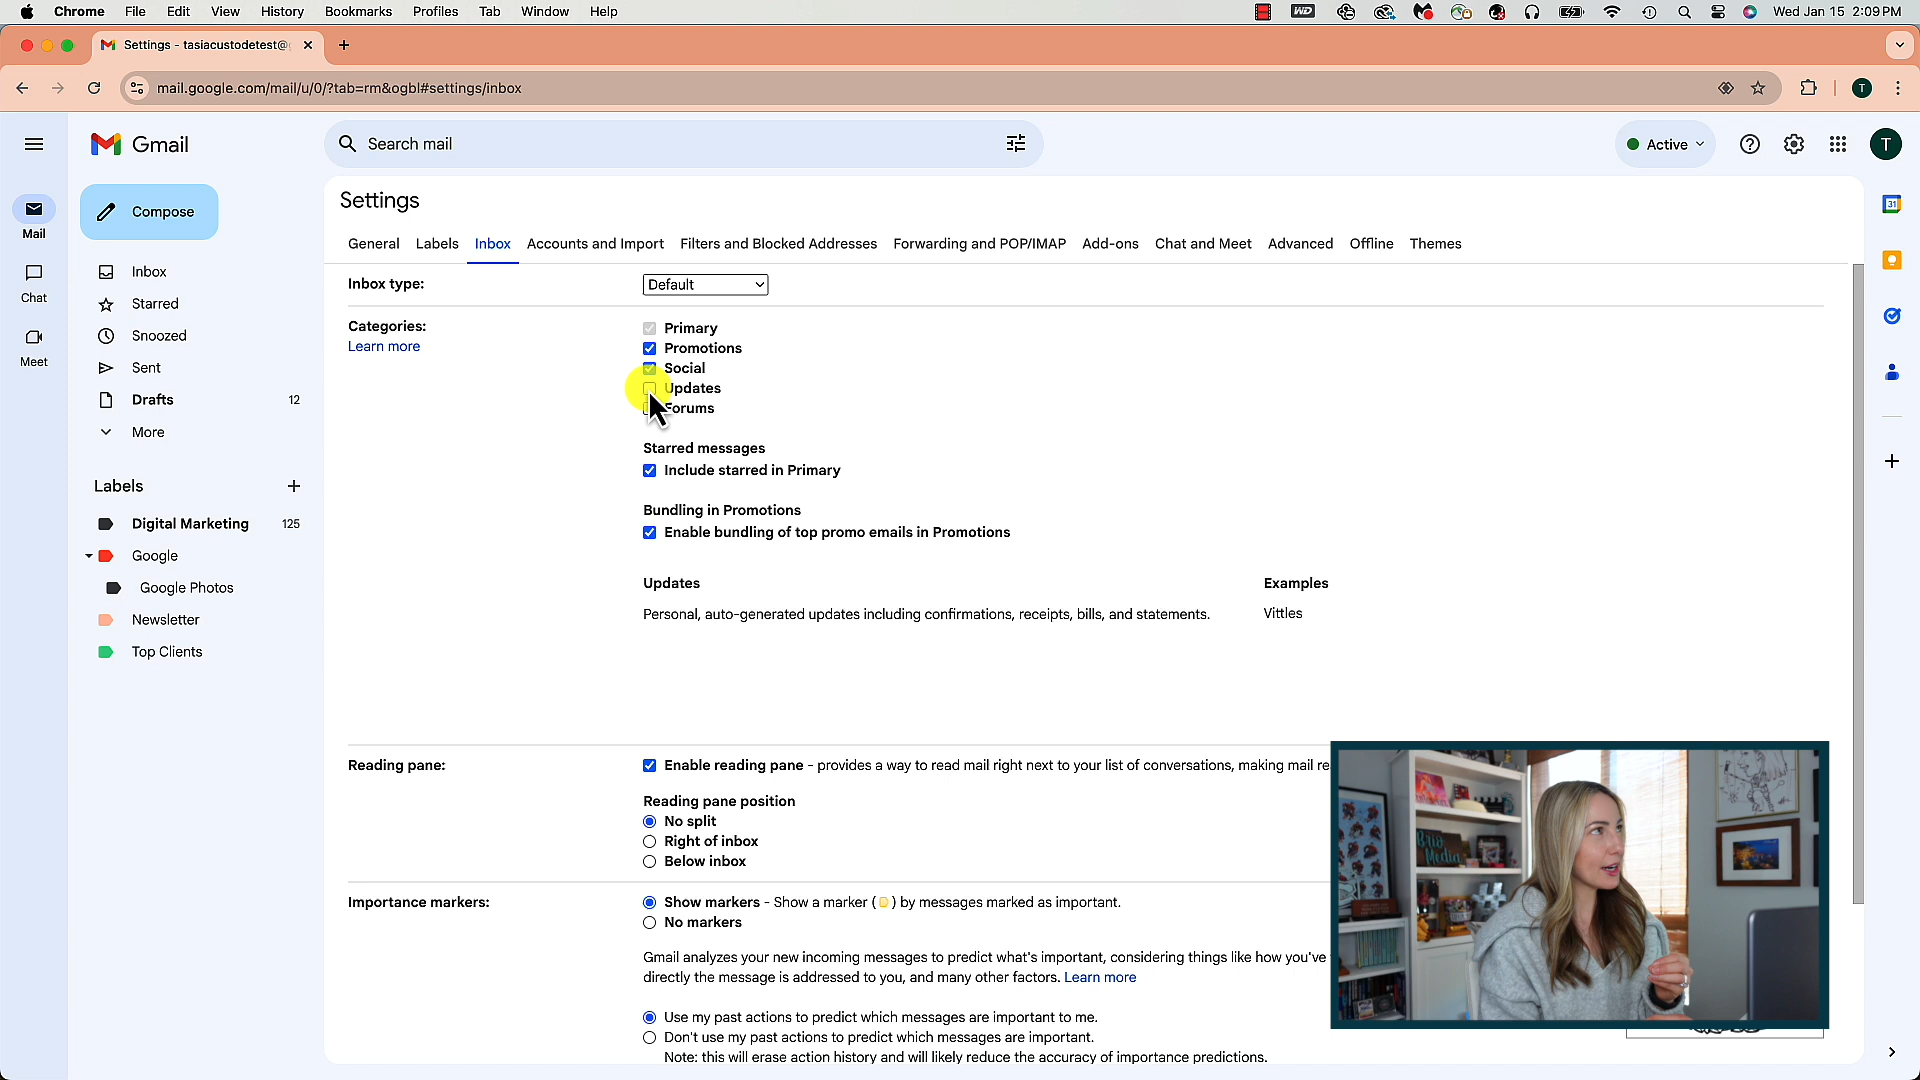 Chrome File Edit View History Bookmarks Profiles Tab Window Help
WD
Wed Jan 15 2:09 PM
Settings - tasiacustodetest@
mail.google.com/mail/u/0/?tab=rm&ogbl#settings/inbox
T
Gmail
Search mail
Active
T
Mail
Chat
Meet
Compose
Inbox
Starred
Snoozed
Sent
Drafts 12
More
Labels
Digital Marketing 125
Google
Google Photos
Newsletter
Top Clients
Settings
General Labels Inbox Accounts and Import Filters and Blocked Addresses Forwarding and POP/IMAP Add-ons Chat and Meet Advanced Offline Themes
Inbox type: Default
Categories:
Learn more
Primary
Promotions
Social
Updates
Forums
Starred messages
Include starred in Primary
Bundling in Promotions
Enable bundling of top promo emails in Promotions
Updates Examples
Personal, auto-generated updates including confirmations, receipts, bills, and statements. Vittles
Reading pane:
Enable reading pane - provides a way to read mail right next to your list of conversations, making mail re
Reading pane position
No split
Right of inbox
Below inbox
Importance markers:
Show markers - Show a marker ( ) by messages marked as important.
No markers
Gmail analyzes your new incoming messages to predict what's important, considering things like how you've
directly the message is addressed to you, and many other factors. Learn more
Use my past actions to predict which messages are important to me.
Don't use my past actions to predict which messages are important.
Note: this will erase action history and will likely reduce the accuracy of importance predictions.
31
Brio
Media